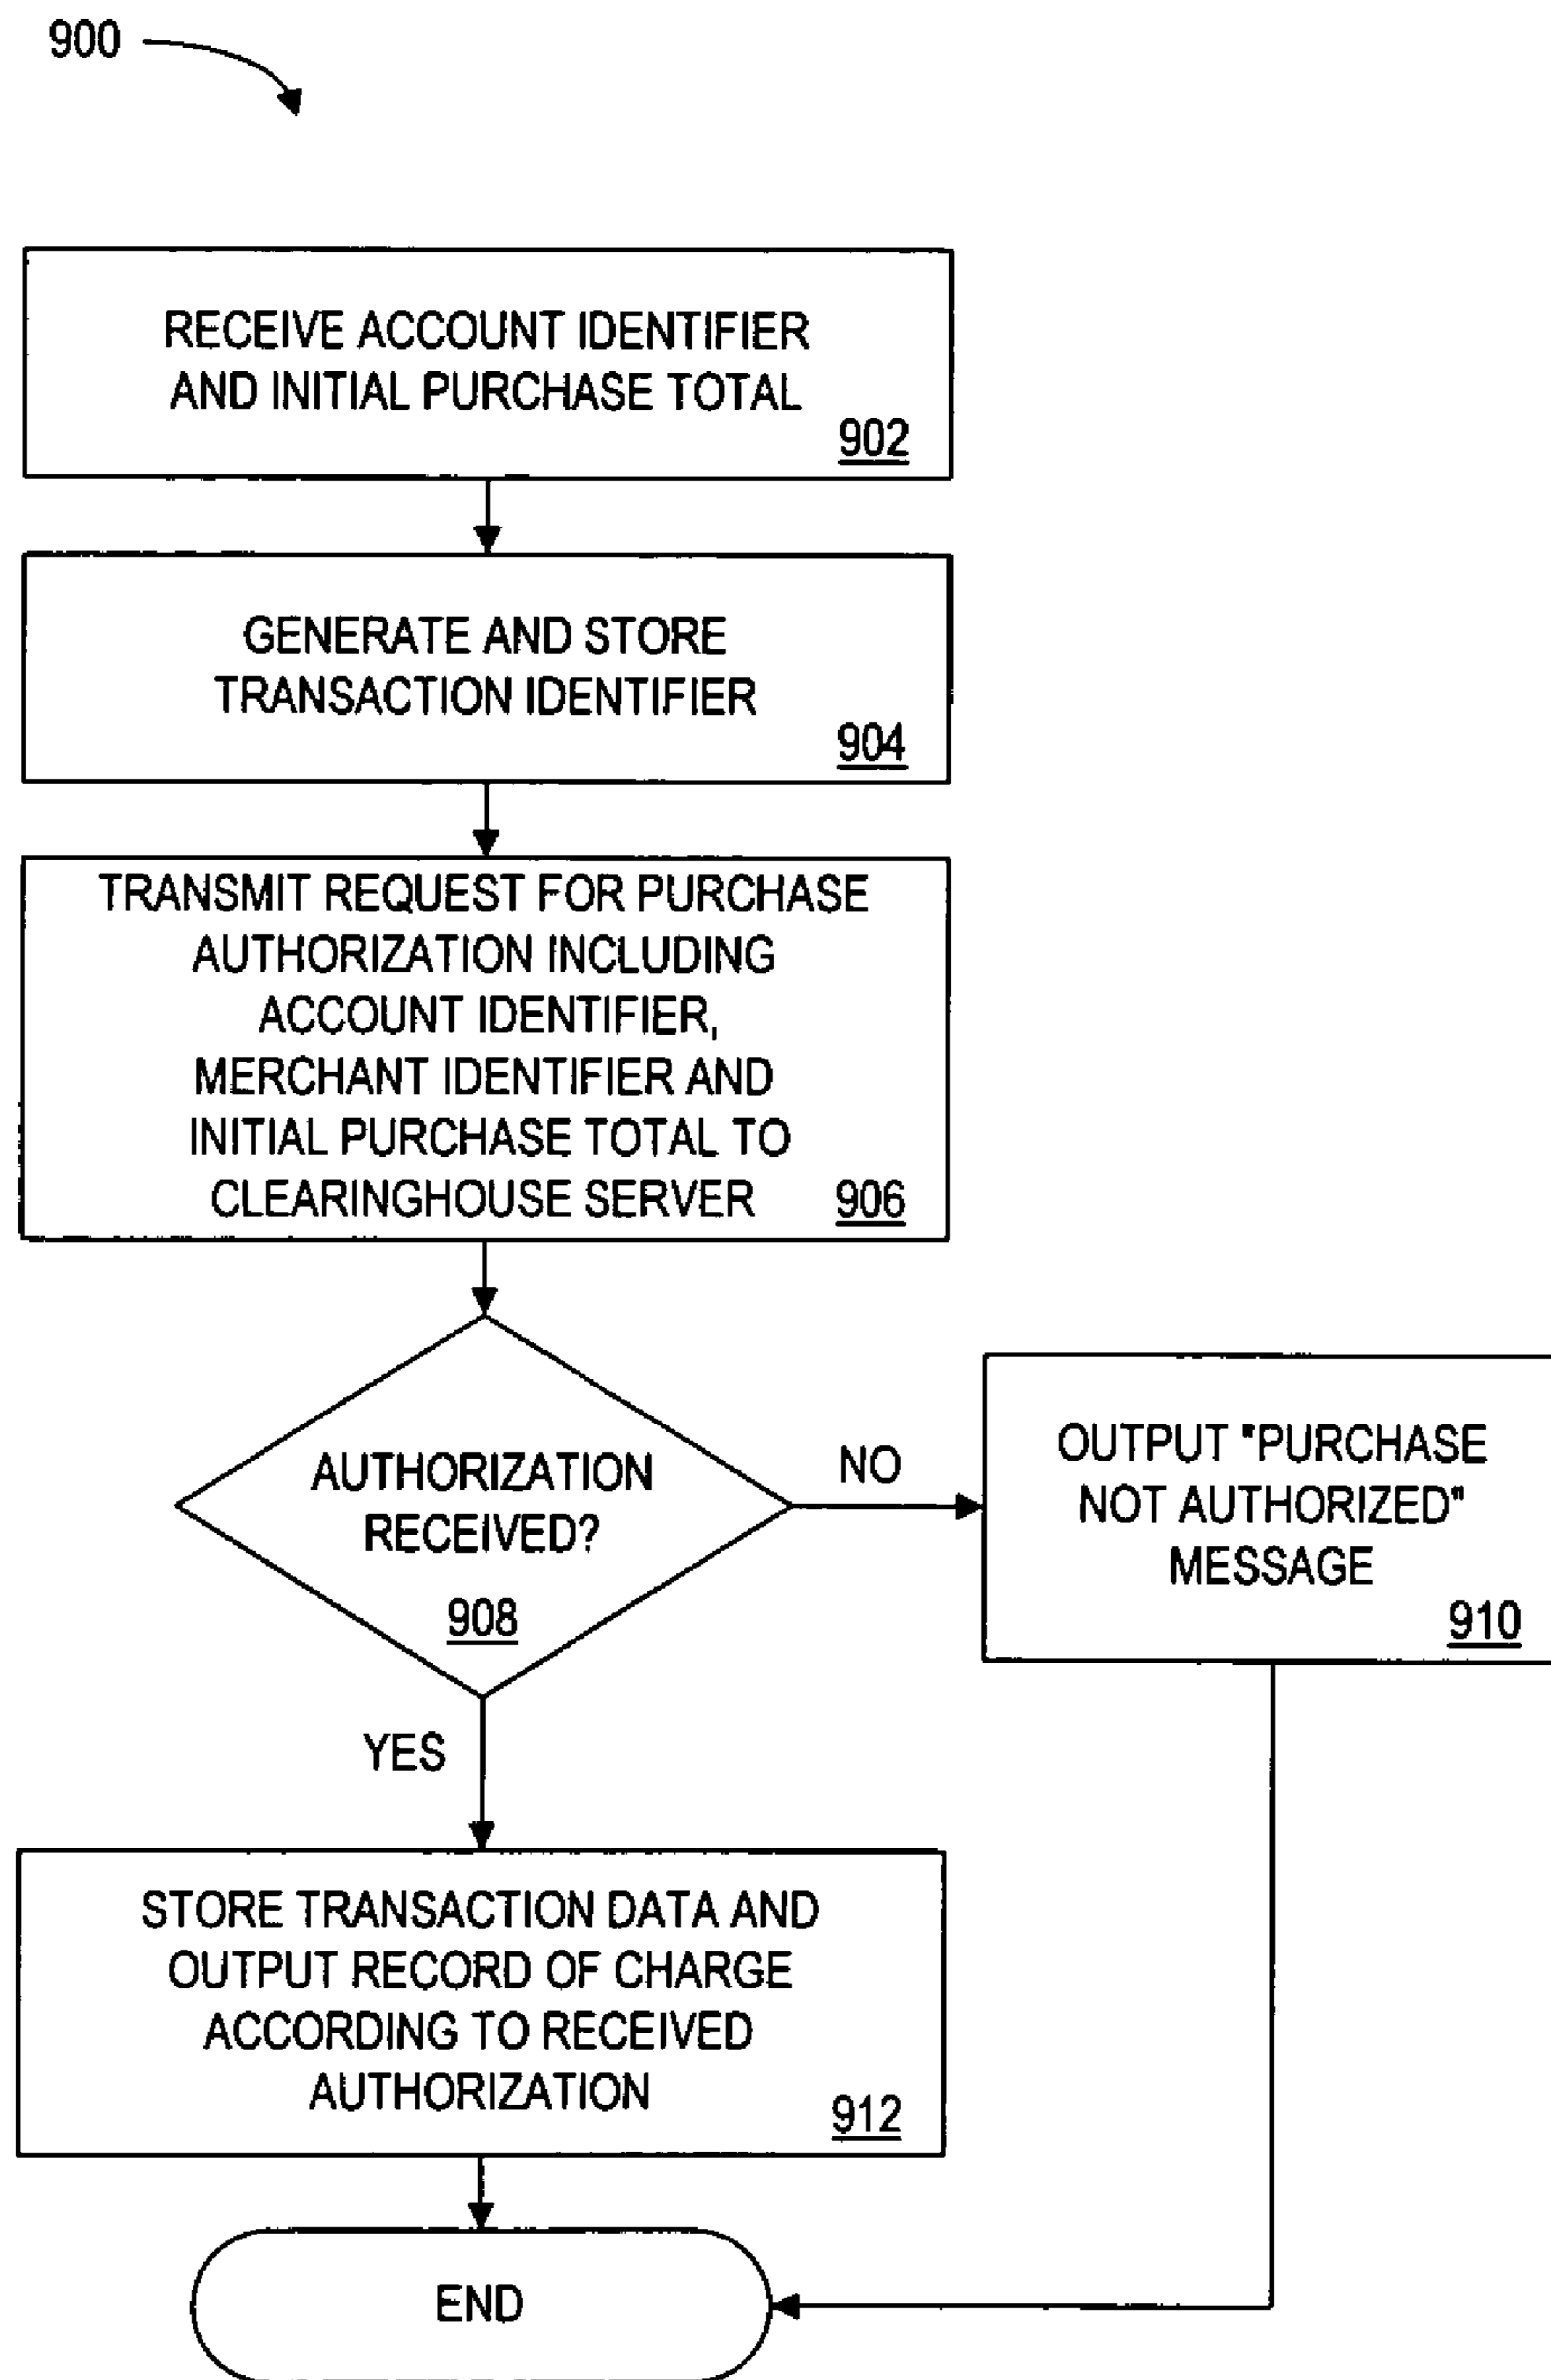 900
RECEIVE ACCOUNT IDENTIFIER
AND INITIAL PURCHASE TOTAL
902
GENERATE AND STORE
TRANSACTION IDENTIFIER
904
TRANSMIT REQUEST FOR PURCHASE
AUTHORIZATION INCLUDING
ACCOUNT IDENTIFIER,
MERCHANT IDENTIFIER AND
INITIAL PURCHASE TOTAL TO
CLEARINGHOUSE SERVER
906
AUTHORIZATION
RECEIVED?
908
NO
OUTPUT "PURCHASE
NOT AUTHORIZED"
MESSAGE
910
YES
STORE TRANSACTION DATA AND
OUTPUT RECORD OF CHARGE
ACCORDING TO RECEIVED
AUTHORIZATION
912
END